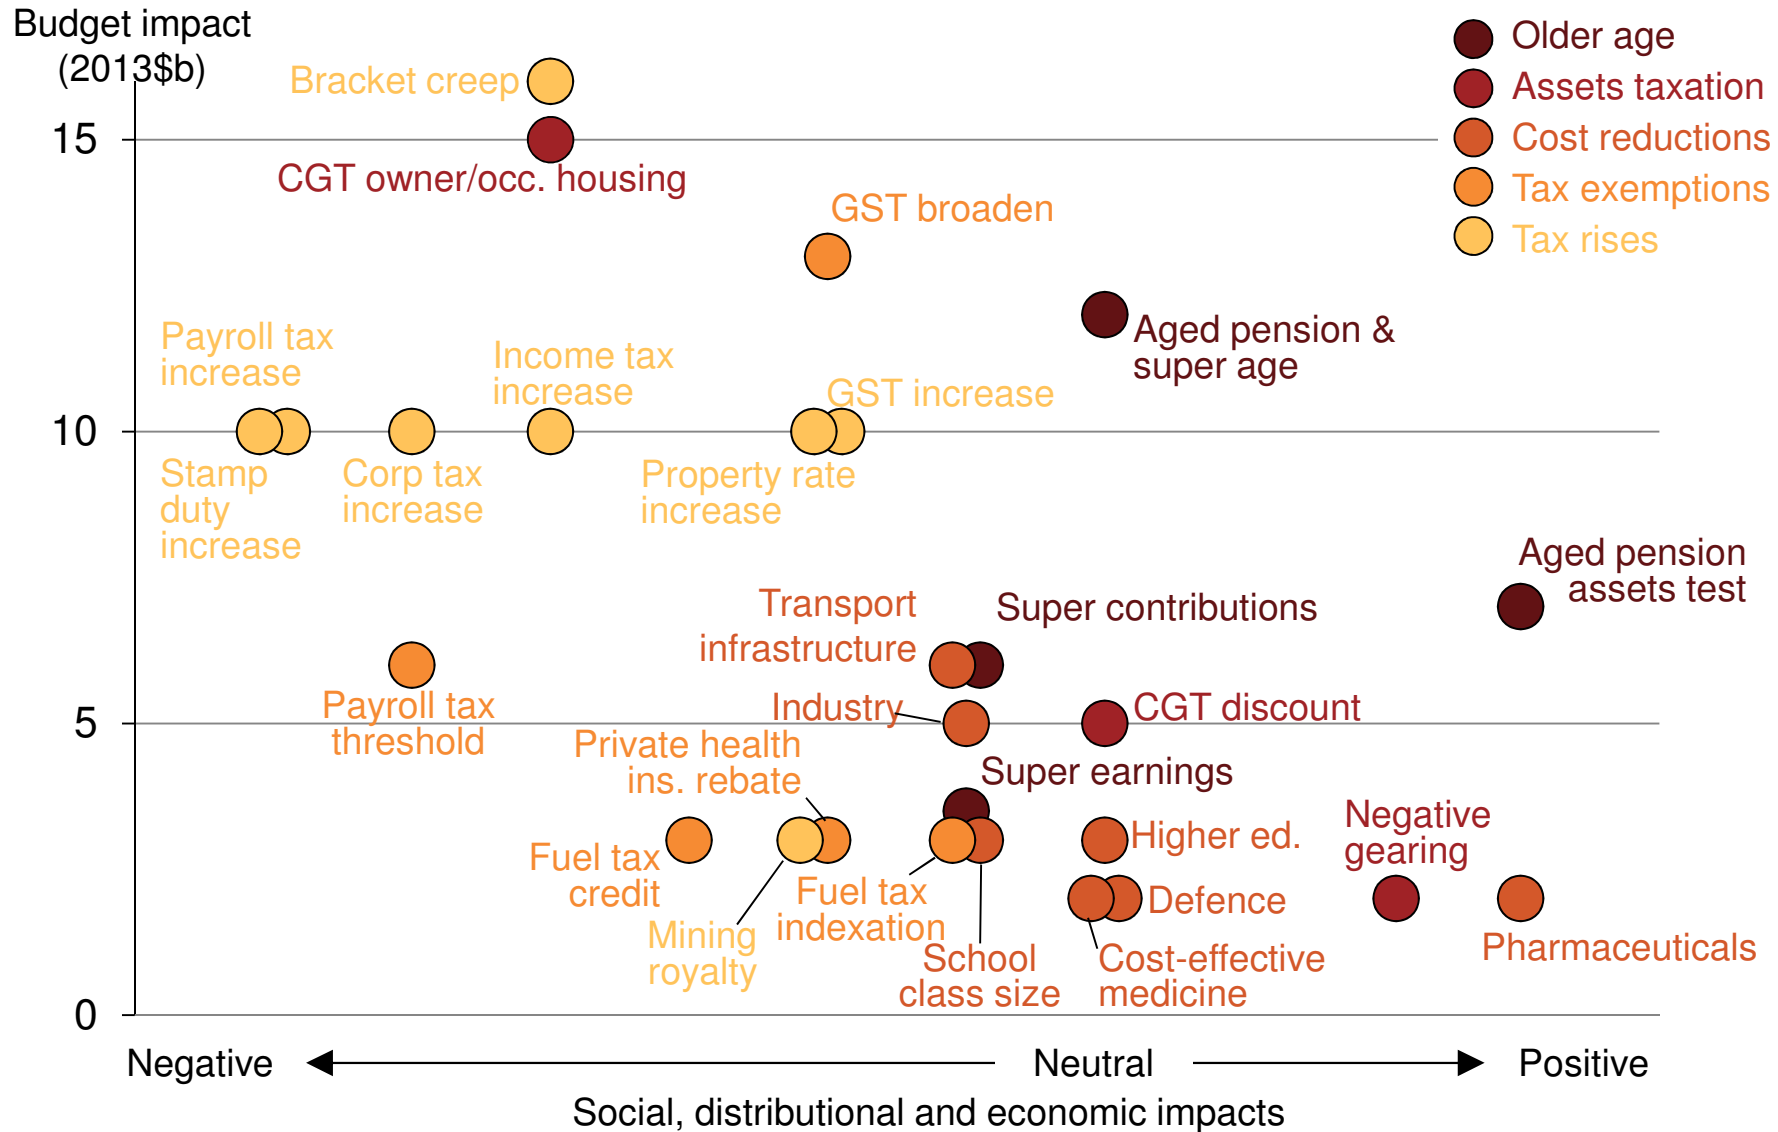 Budget impact
(2013$b)
Older age
Assets taxation
Cost reductions
Tax exemptions
Tax rises
Bracket creep
15
CGT owner/occ. housing
GST broaden
Aged pension &
super age
Payroll tax
increase
Income tax
increase
GST increase
10
Stamp
duty
increase
Corp tax
increase
Property rate
increase
Aged pension
assets test
Transport
infrastructure
Super contributions
Payroll tax
threshold
Industry
CGT discount
5
Private health
ins. rebate
Super earnings
Negative
gearing
Higher ed.
Fuel tax
credit
Fuel tax
indexation
Defence
Mining
royalty
School
class size
Cost-effective
medicine
Pharmaceuticals
0
Negative
Neutral
Positive
Social, distributional and economic impacts